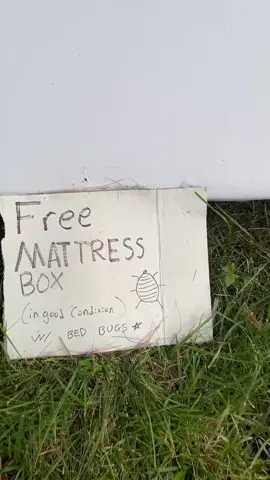 Free
MATTRESS
BOX
(in good Condition)
W/ BED BUGS